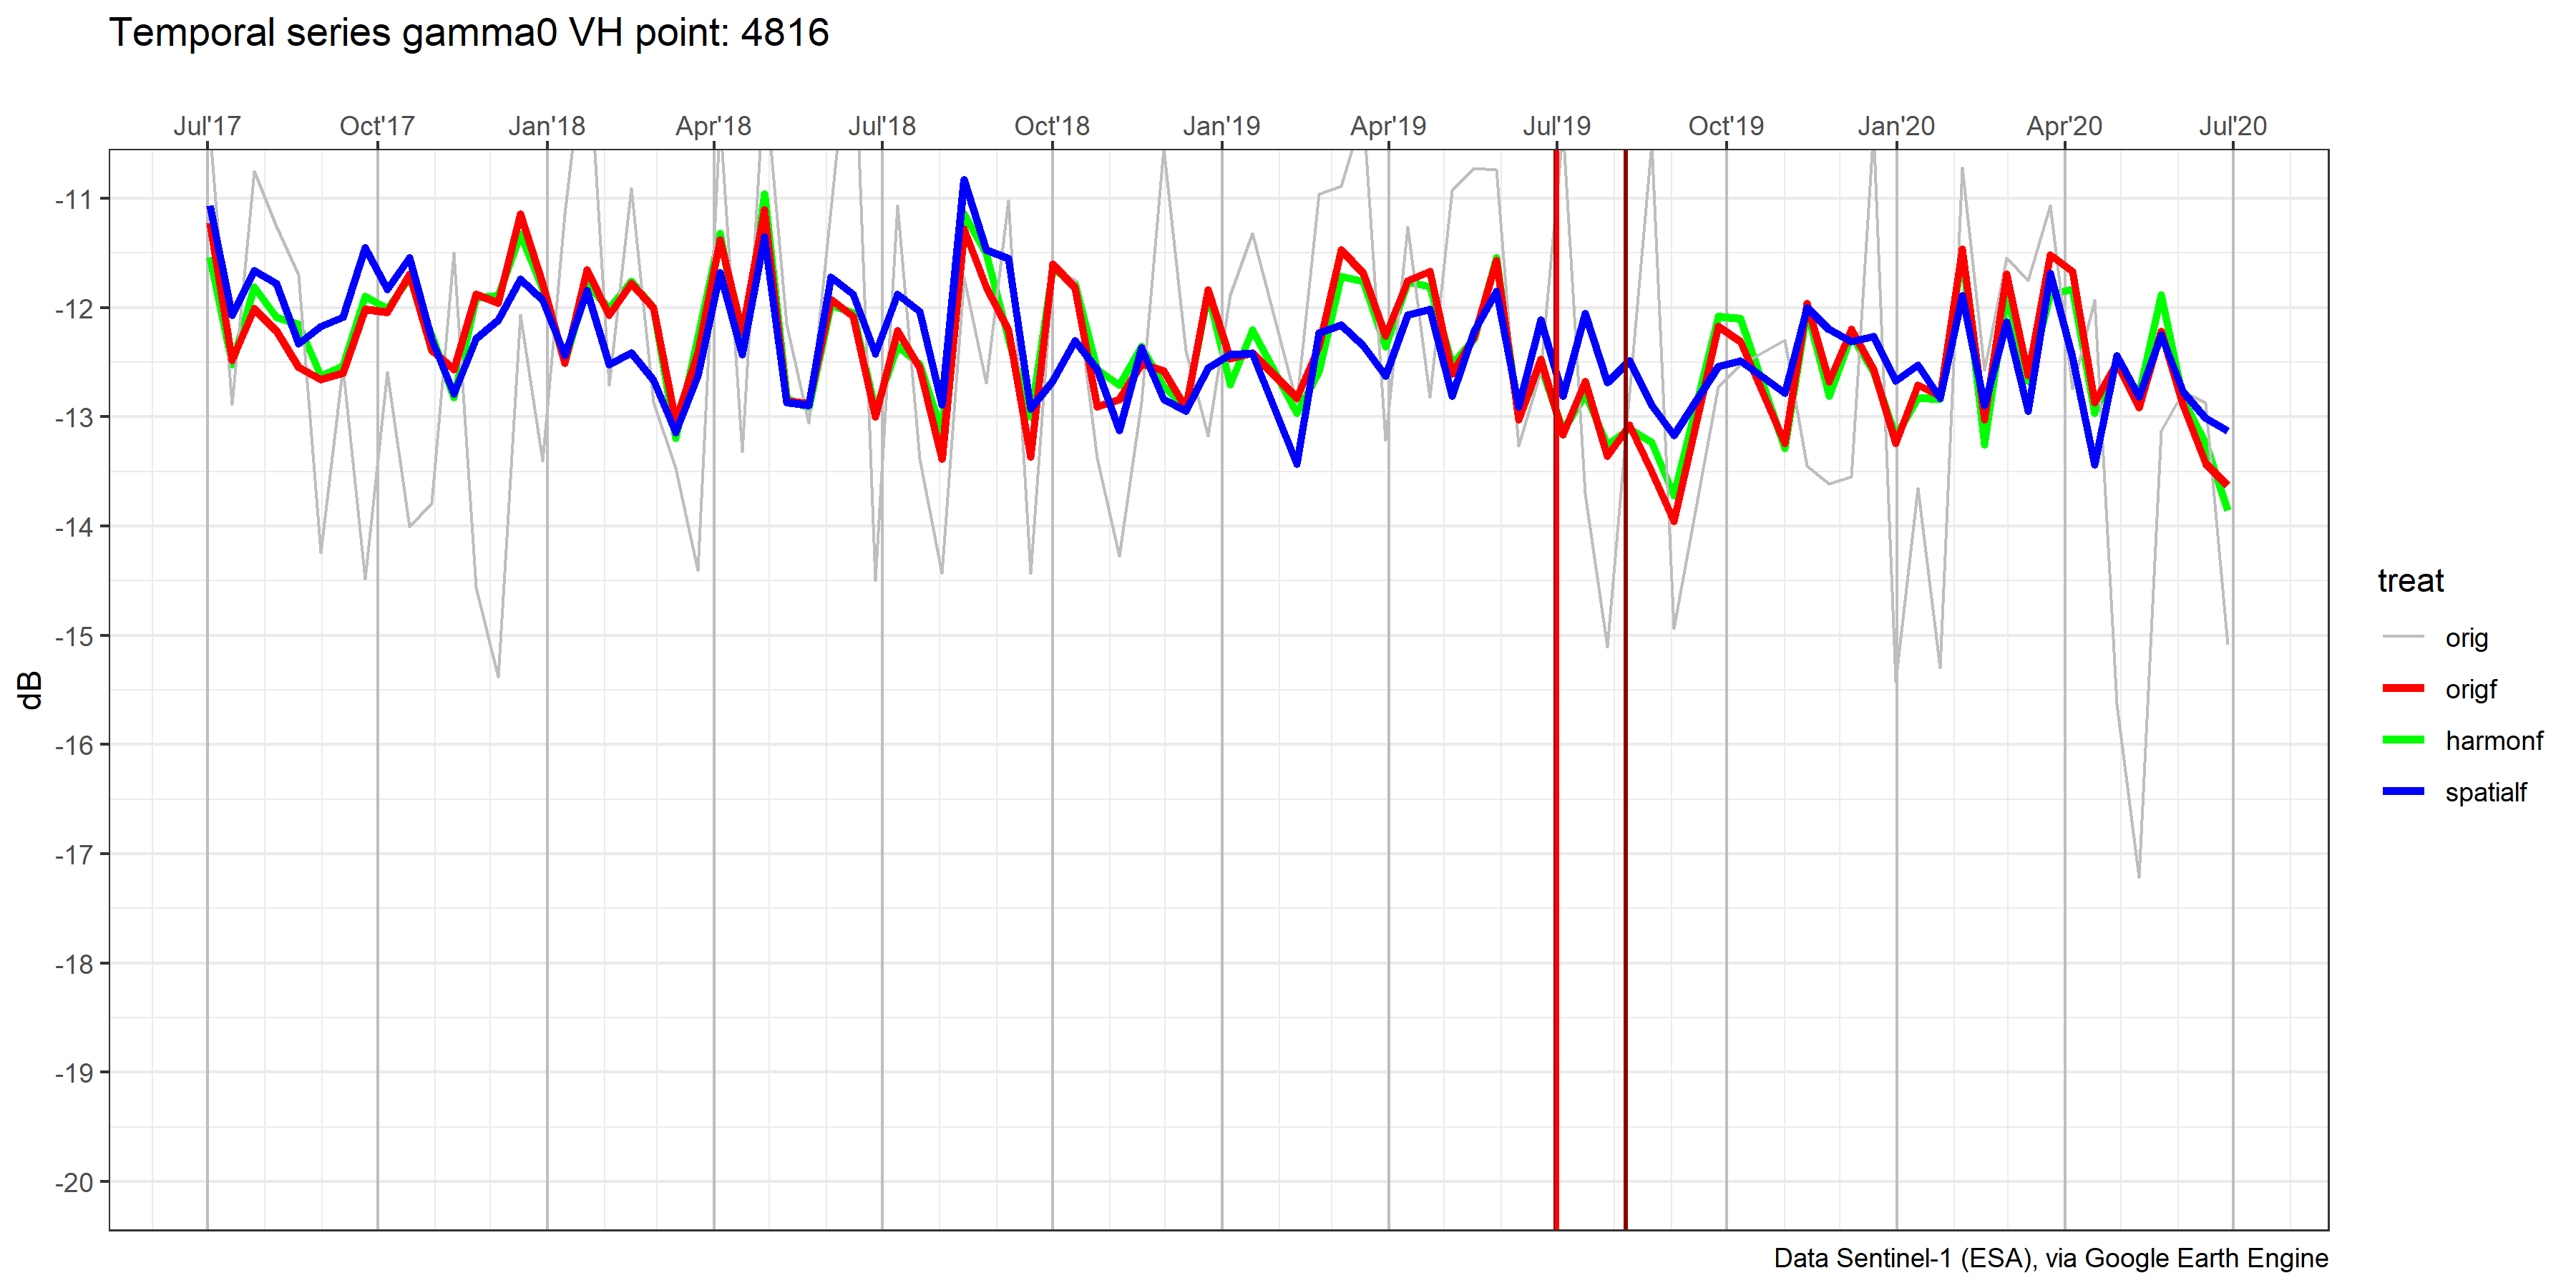 Temporal series gamma0 VH point: 4816
Jul'17 Oct'17 Jan'18 Apr'18 Jul'18 Oct'18 Jan'19 Apr'19 Jul'19 Oct'19 Jan'20 Apr'20 Jul'20
-11
-12
-13
-14
-15
-16
-17
-18
-19
-20
dB
treat
orig
origf
harmonf
spatialf
Data Sentinel-1 (ESA), via Google Earth Engine